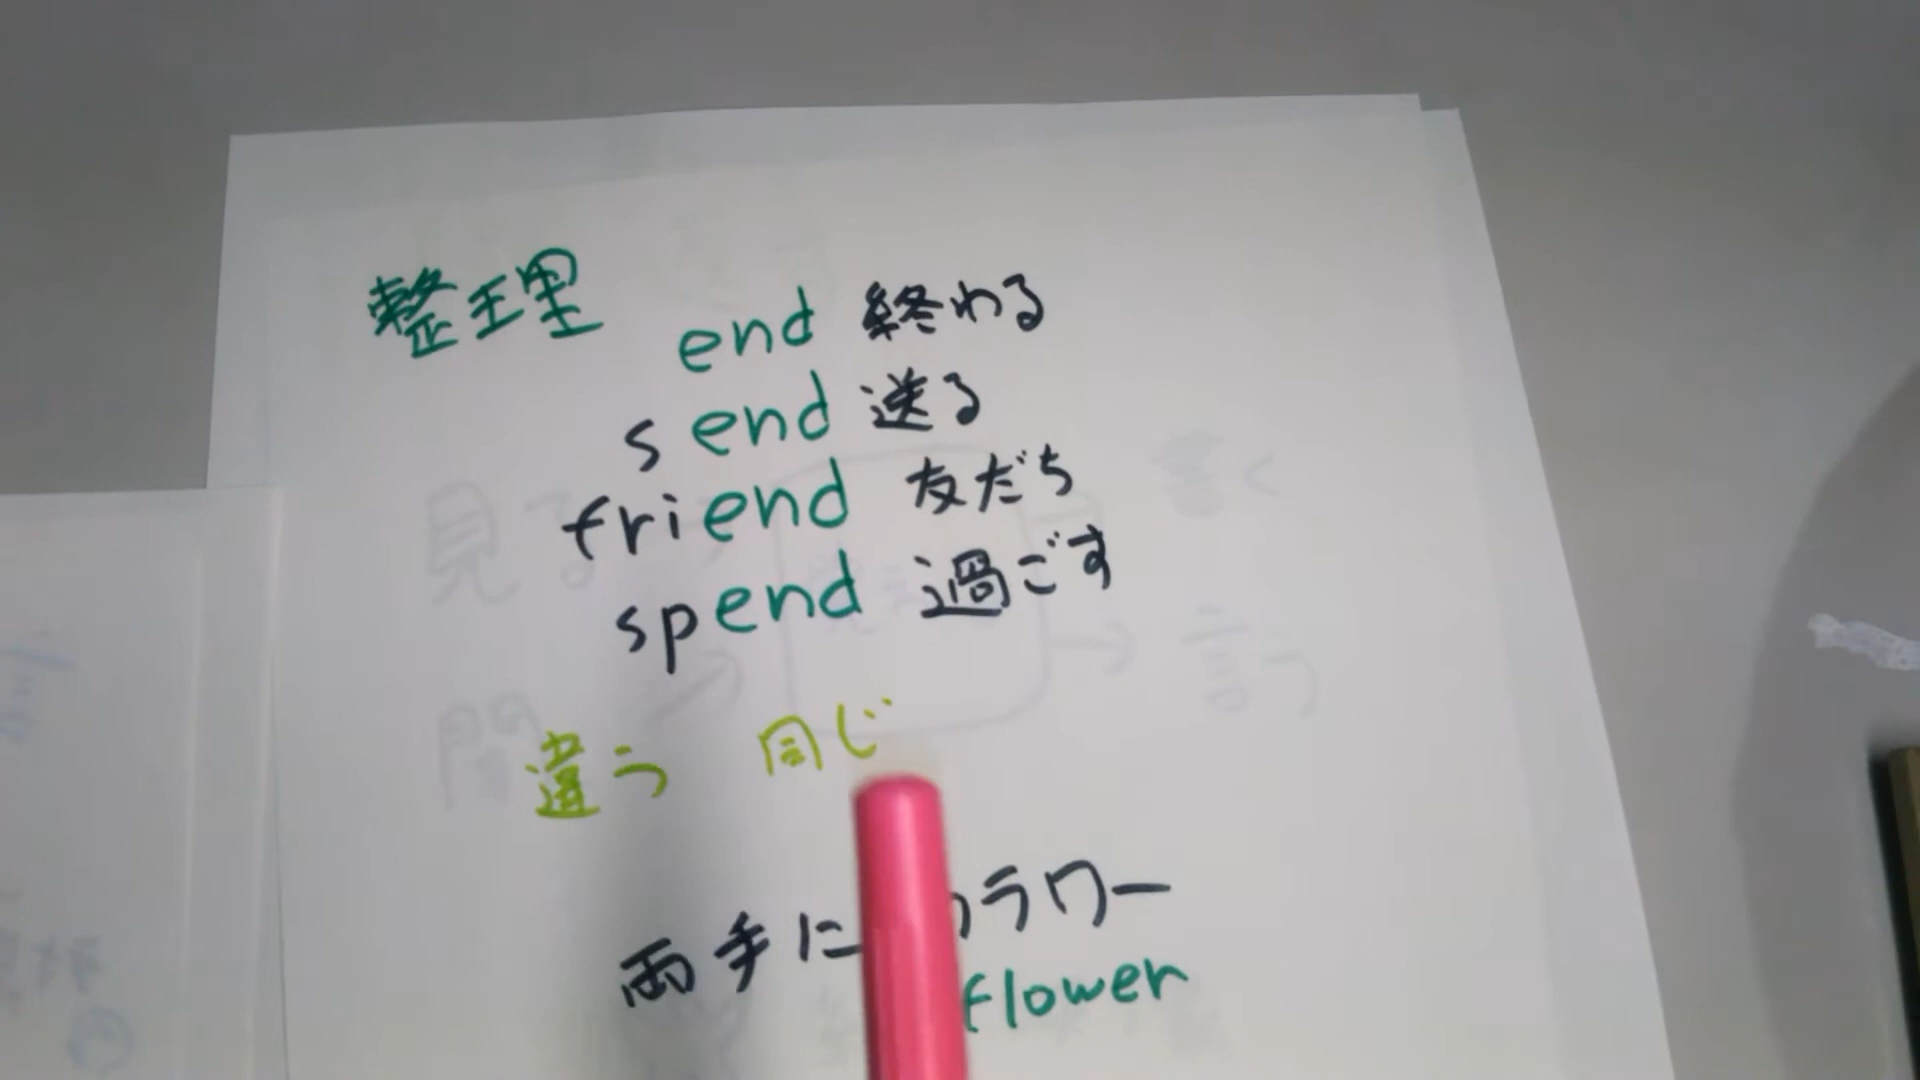 整理
end 終わる
send 送る
friend 友だち
spend 過ごす
違う 同じ
両手に ラワー
flower